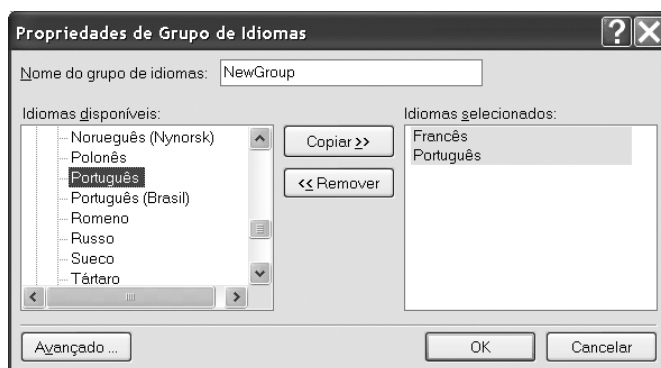 Propriedades de Grupo de Idiomas
Nome do grupo de idiomas: NewGroup
Idiomas disponíveis:
Norueguês (Nynorsk)
Polonês
Português
Português (Brasil)
Romeno
Russo
Sueco
Tártaro
Copiar >>
<< Remover
Idiomas selecionados:
Francês
Português
Avançado ...
OK
Cancelar